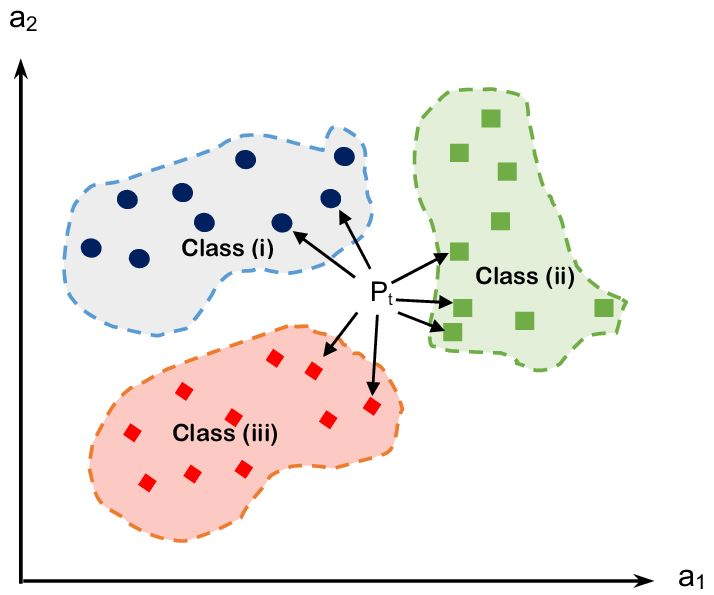 a2
Class (i)
Class (ii)
Pt
Class (iii)
a1